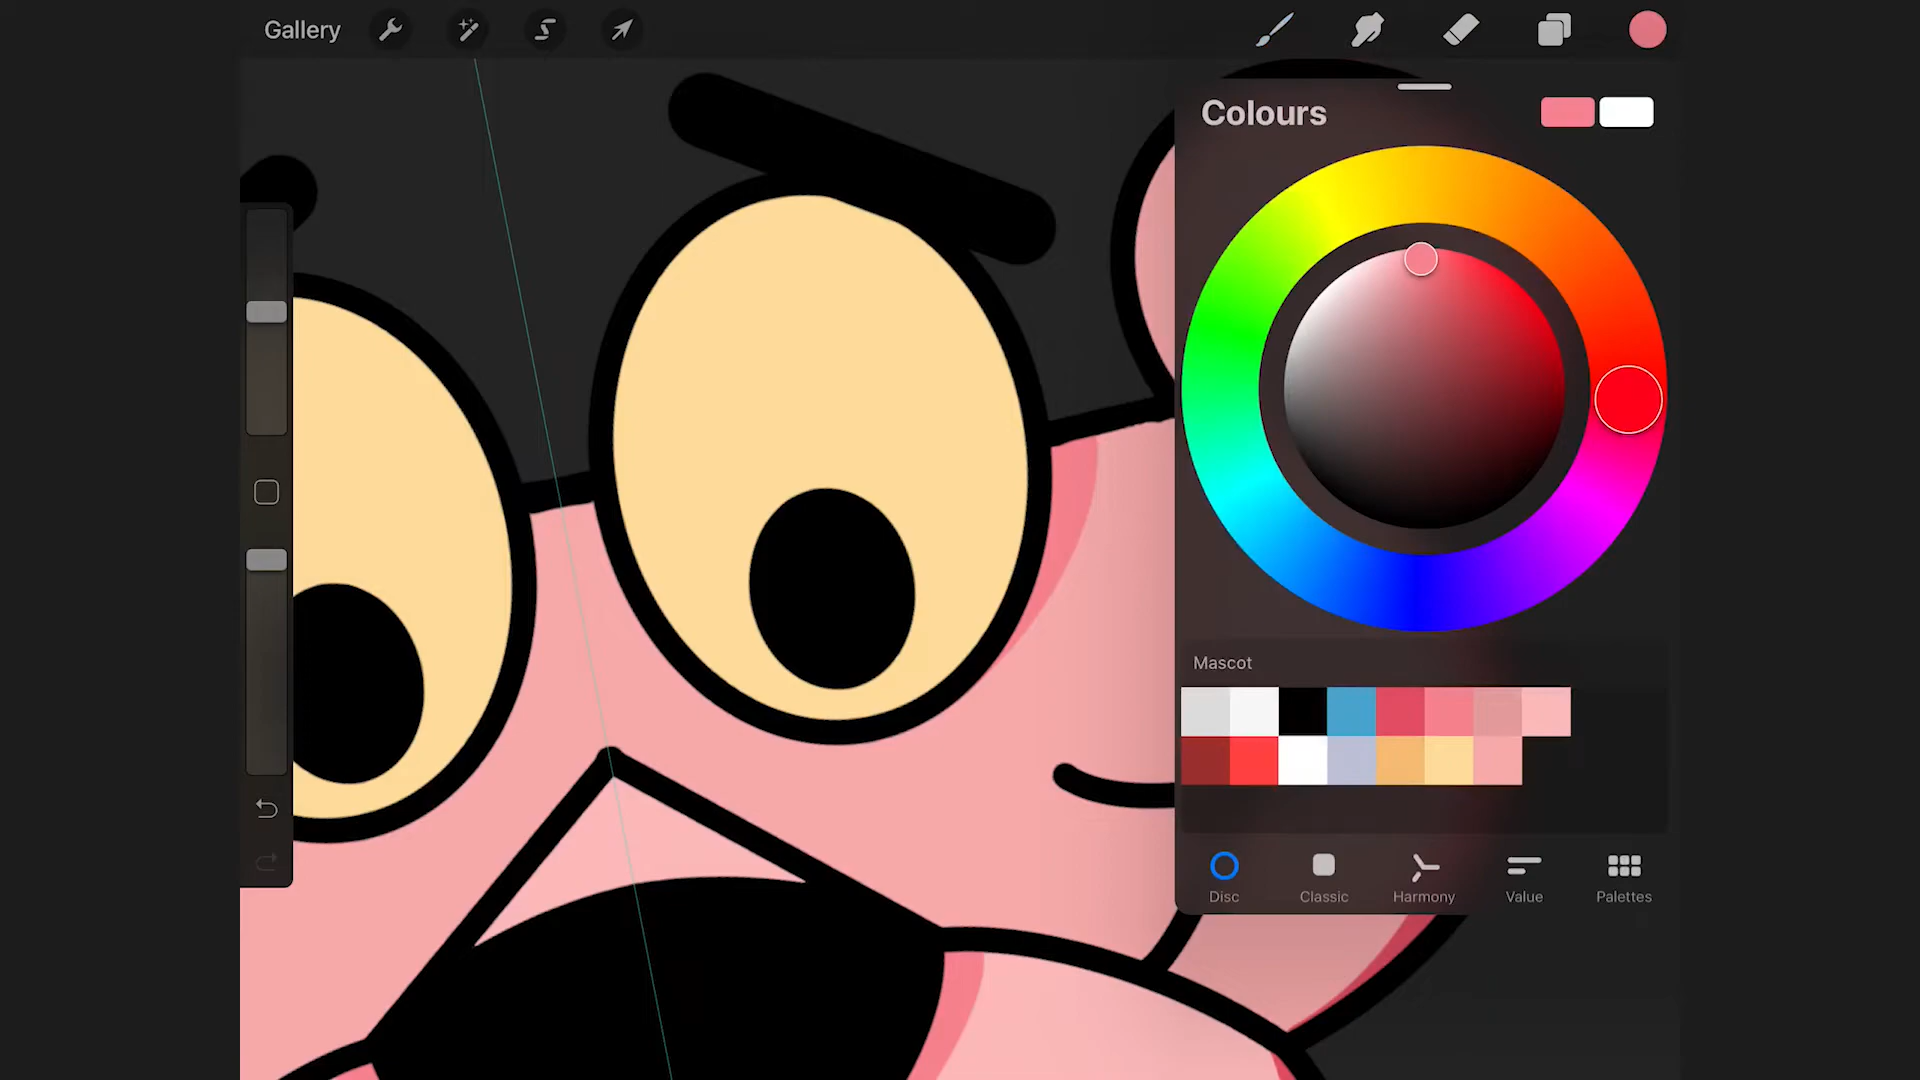 Gallery
Colours
Mascot
Disc
Classic
Harmony
Value
Palettes